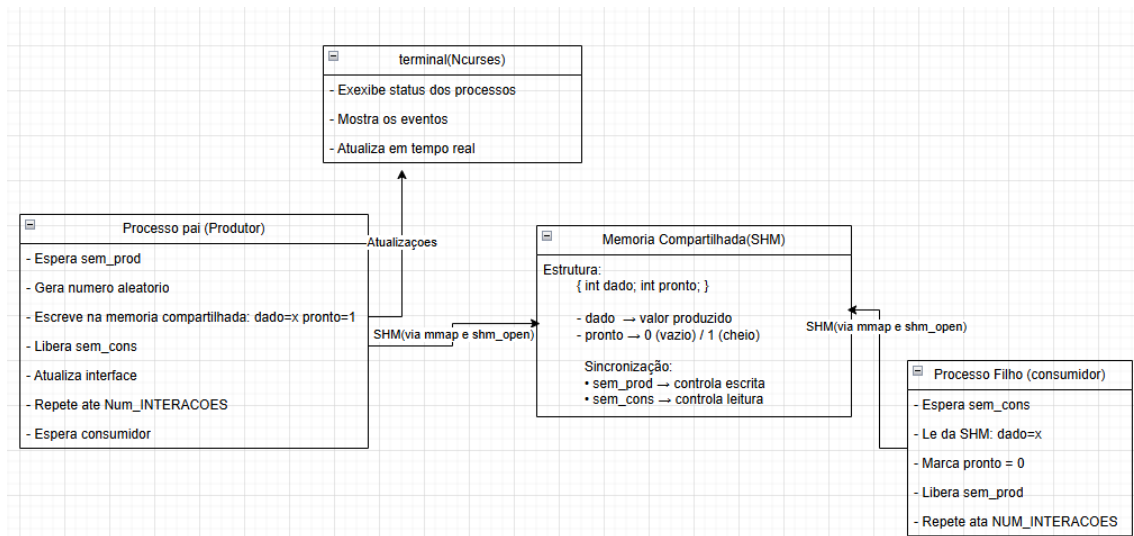 terminal(Ncurses)
- Exexibe status dos processos
- Mostra os eventos
- Atualiza em tempo real
Processo pai (Produtor)
- Espera sem_prod
- Gera numero aleatorio
- Escreve na memoria compartilhada: dado=x pronto=1
- Libera sem_cons
- Atualiza interface
- Repete ate Num_INTERACOES
- Espera consumidor
Atualizaçoes
SHM(via mmap e shm_open)
Memoria Compartilhada(SHM)
Estrutura:
{ int dado; int pronto; }
- dado → valor produzido
- pronto → 0 (vazio) / 1 (cheio)
Sincronização:
• sem_prod → controla escrita
• sem_cons → controla leitura
SHM(via mmap e shm_open)
Processo Filho (consumidor)
- Espera sem_cons
- Le da SHM: dado=x
- Marca pronto = 0
- Libera sem_prod
- Repete ata NUM_INTERACOES